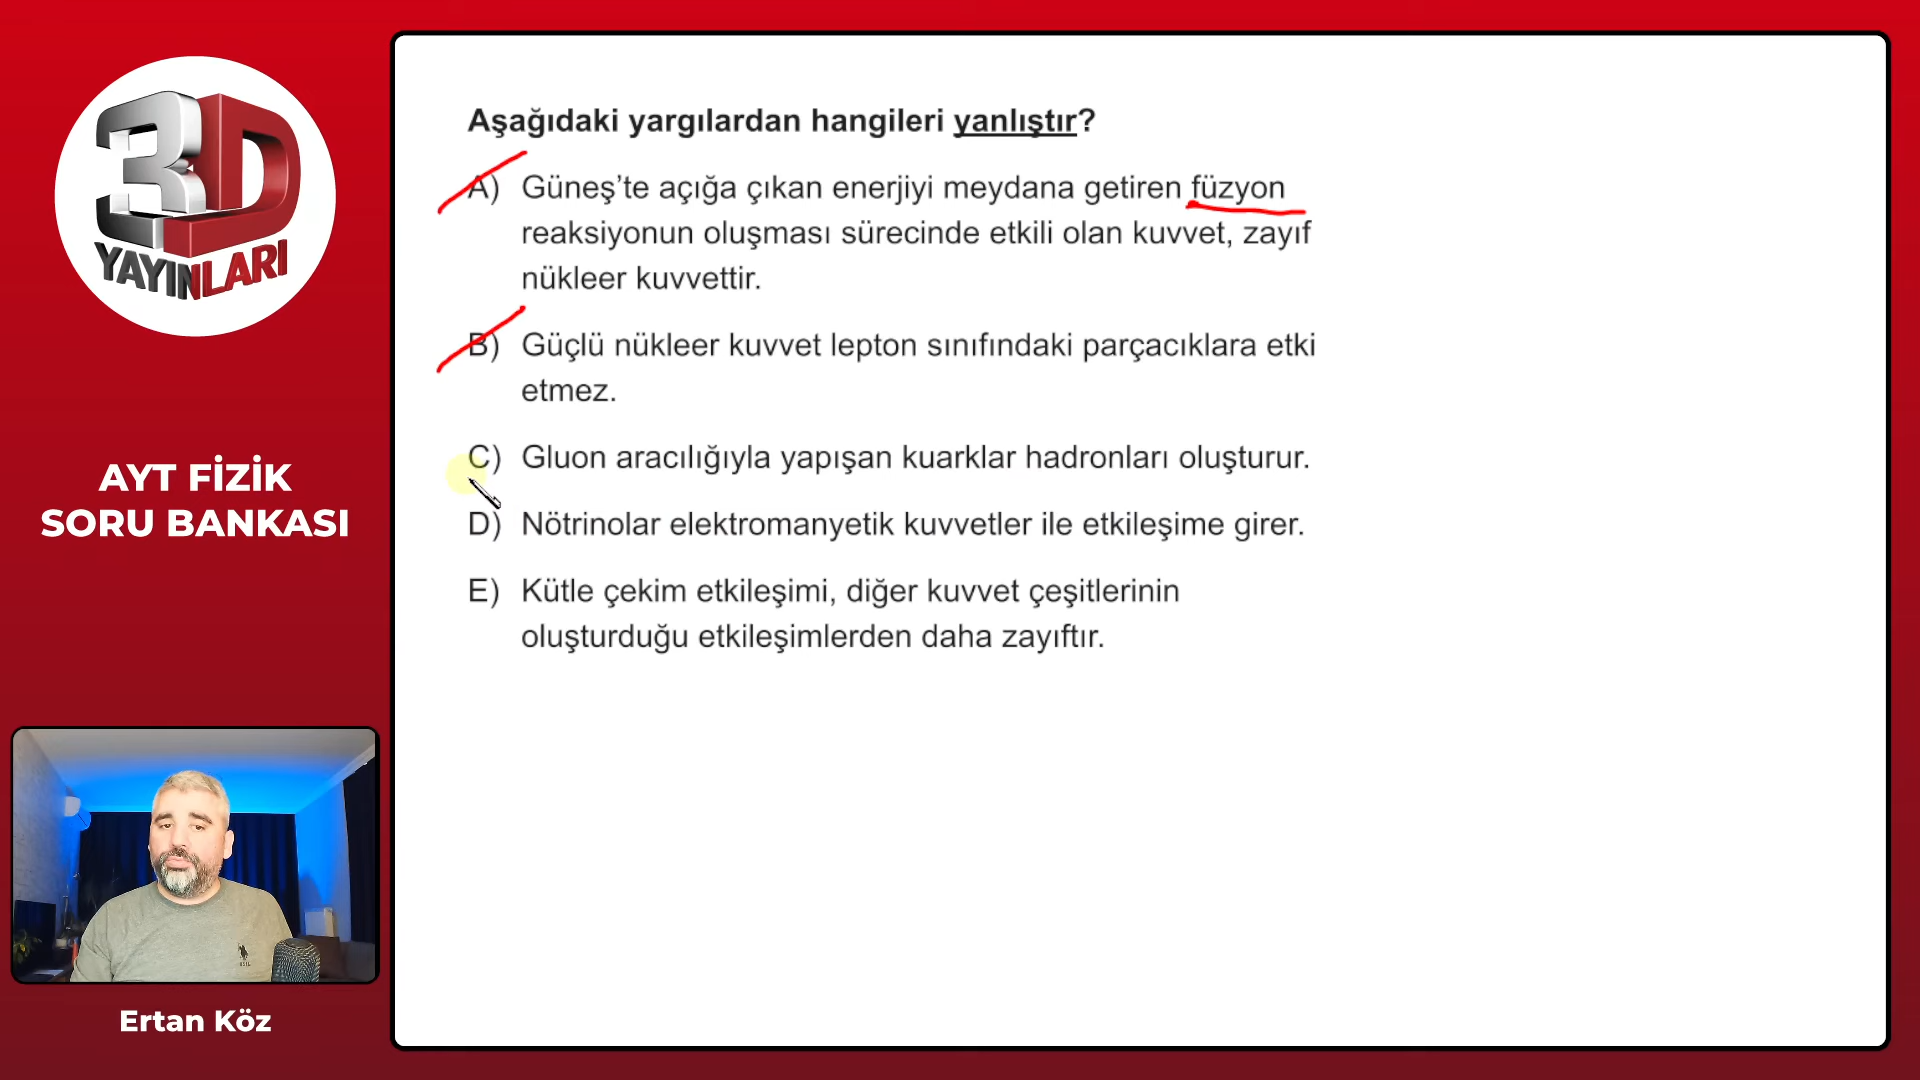 3D
YAYINLARI
AYT FİZİK
SORU BANKASI
Ertan Köz
Aşağıdaki yargılardan hangileri yanlıştır?
A) Güneş’te açığa çıkan enerjiyi meydana getiren füzyon
reaksiyonun oluşması sürecinde etkili olan kuvvet, zayıf
nükleer kuvvettir.
B) Güçlü nükleer kuvvet lepton sınıfındaki parçacıklara etki
etmez.
C) Gluon aracılığıyla yapışan kuarklar hadronları oluşturur.
D) Nötrinolar elektromanyetik kuvvetler ile etkileşime girer.
E) Kütle çekim etkileşimi, diğer kuvvet çeşitlerinin
oluşturduğu etkileşimlerden daha zayıftır.